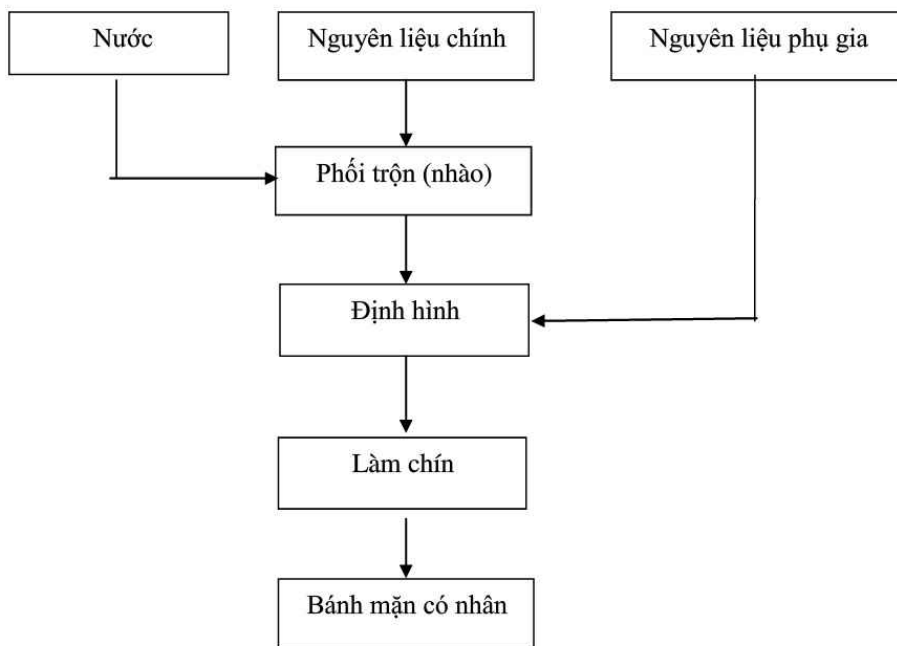 Nước
Nguyên liệu chính
Nguyên liệu phụ gia
Phối trộn (nhào)
Định hình
Làm chín
Bánh mặn có nhân